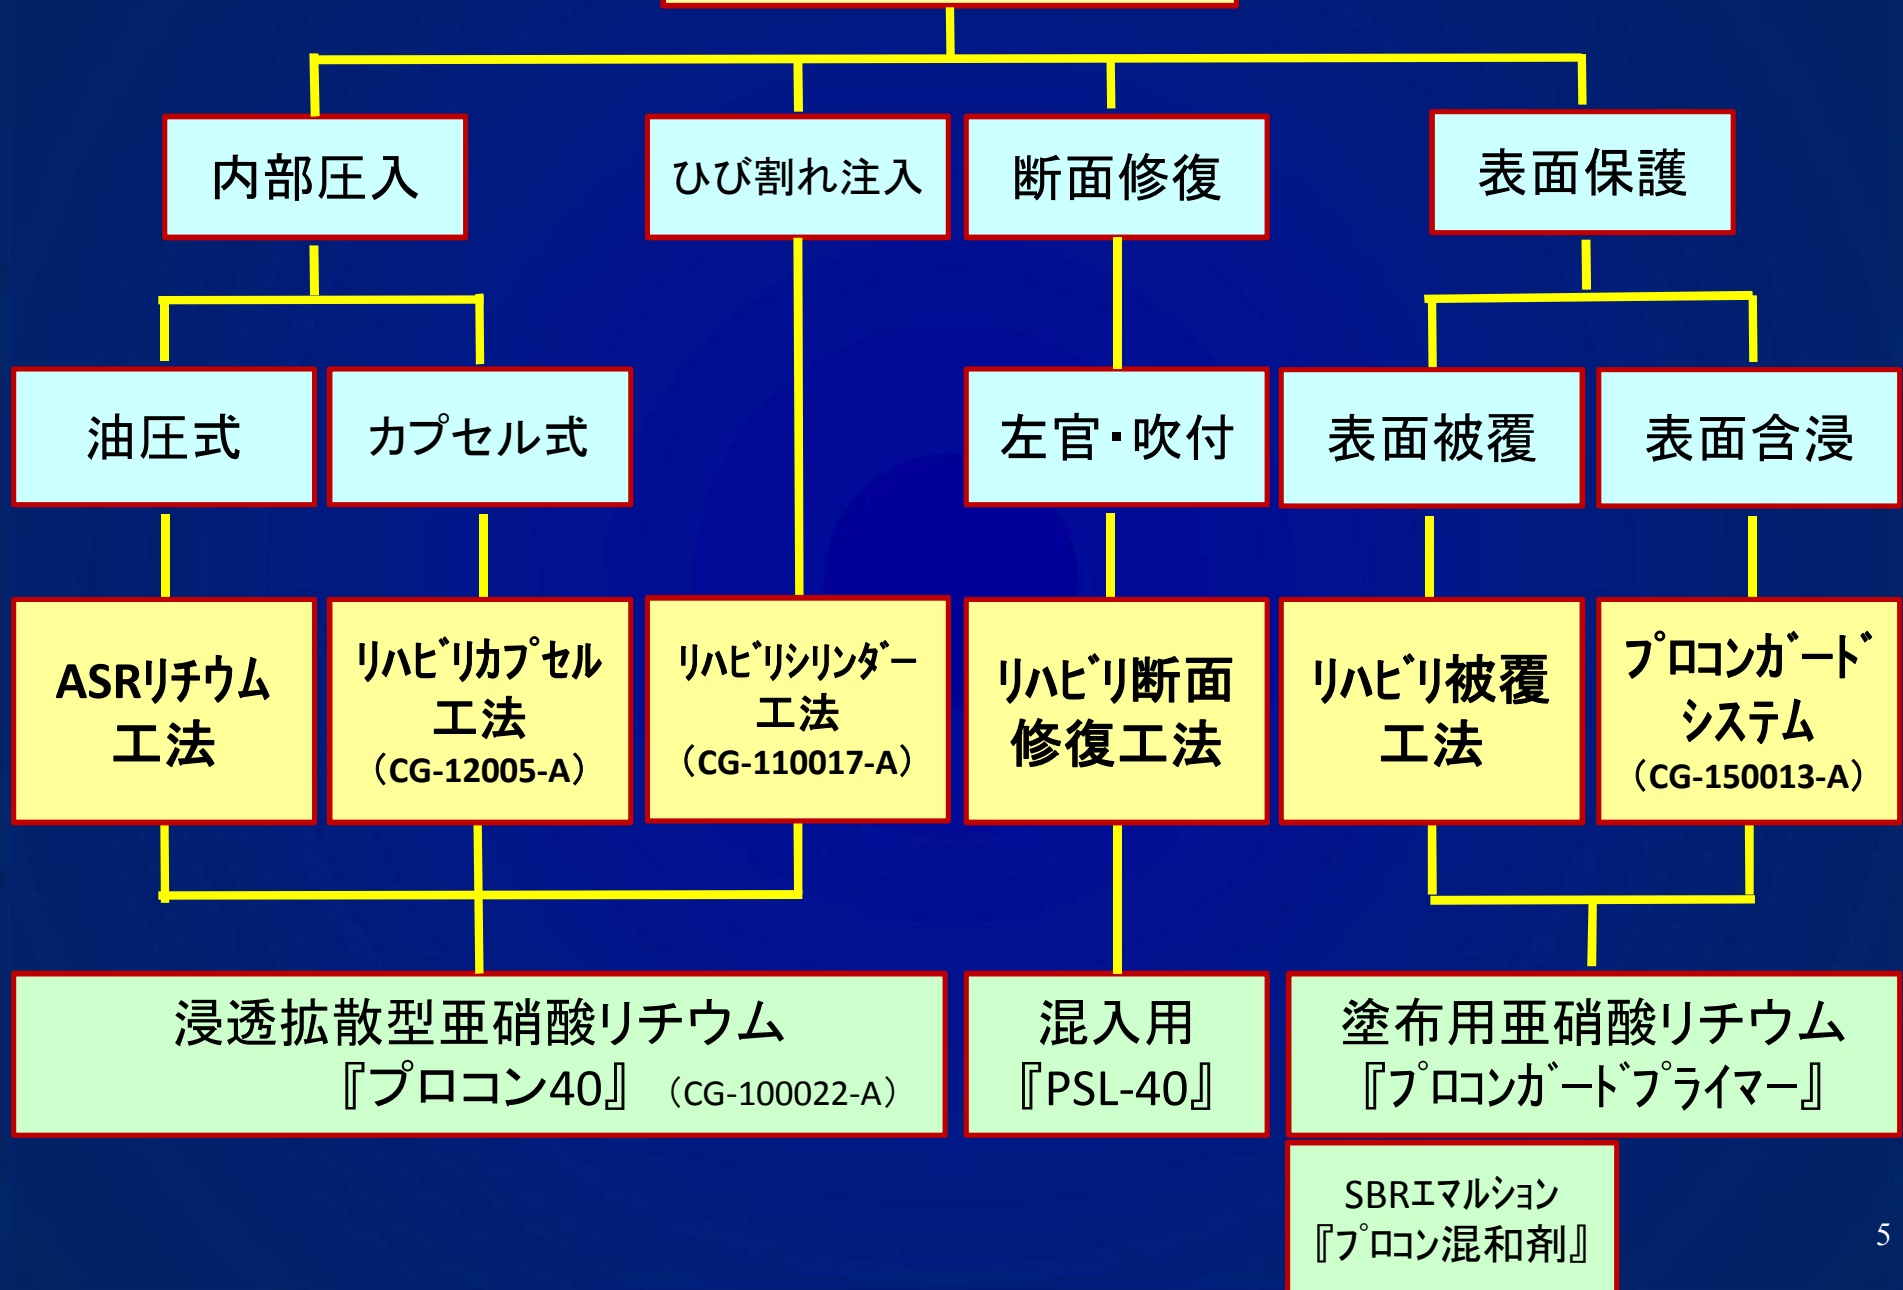 内部圧入
ひび割れ注入
断面修復
表面保護
油圧式
カプセル式
左官・吹付
表面被覆
表面含浸
ASRリチウム
工法
ﾘﾊﾋﾞﾘｶﾌﾟｾﾙ
工法
（CG-12005-A）
ﾘﾊﾋﾞﾘｼﾘﾝﾀﾞｰ
工法
（CG-110017-A）
ﾘﾊﾋﾞﾘ断面
修復工法
ﾘﾊﾋﾞﾘ被覆
工法
ﾌﾟﾛｺﾝｶﾞｰﾄﾞ
ｼｽﾃﾑ
（CG-150013-A）
浸透拡散型亜硝酸リチウム
『プロコン40』（CG-100022-A）
混入用
『PSL-40』
塗布用亜硝酸リチウム
『ﾌﾟﾛｺﾝｶﾞｰﾄﾞﾌﾟﾗｲﾏｰ』
SBRｴﾏﾙｼｮﾝ
『ﾌﾟﾛｺﾝ混和剤』
5